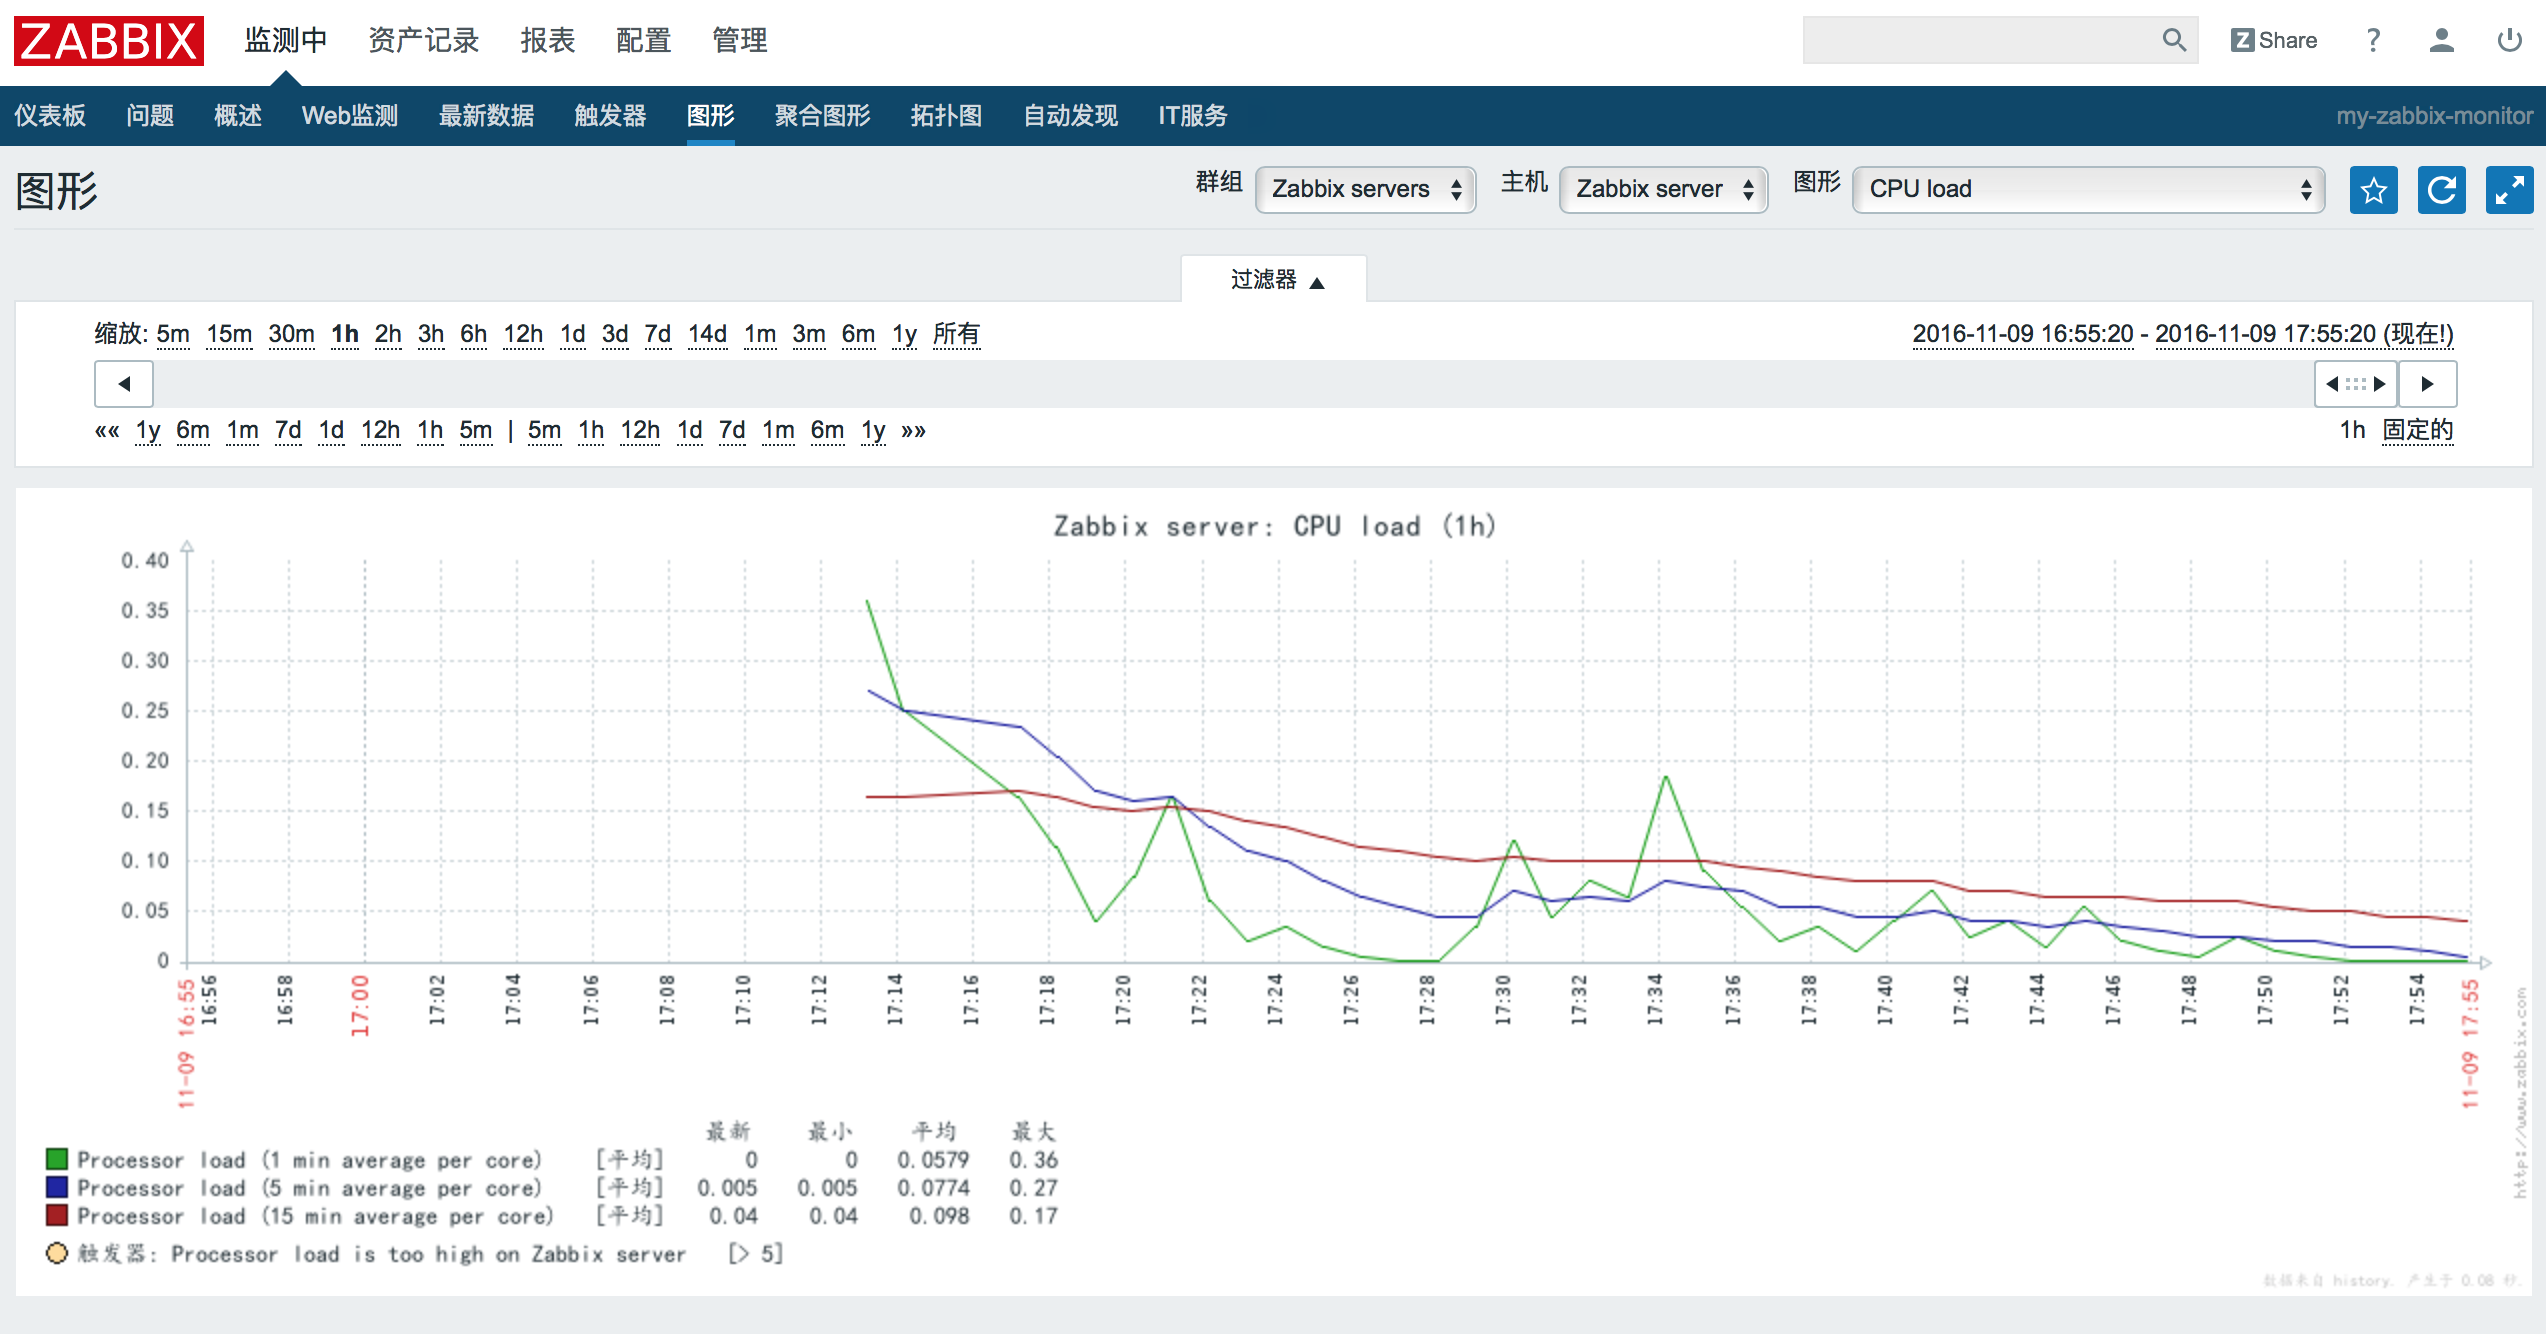 ZABBIX 监测中 资产记录 报表 配置 管理 Z Share ?
仪表板 问题 概述 Web监测 最新数据 触发器 图形 聚合图形 拓扑图 自动发现 IT服务 my-zabbix-monitor
图形 群组 Zabbix servers 主机 Zabbix server 图形 CPU load
过滤器 ▲
缩放: 5m 15m 30m 1h 2h 3h 6h 12h 1d 3d 7d 14d 1m 3m 6m 1y 所有 2016-11-09 16:55:20 - 2016-11-09 17:55:20 (现在!)
«« 1y 6m 1m 7d 1d 12h 1h 5m | 5m 1h 12h 1d 7d 1m 6m 1y »» 1h 固定的
Zabbix server: CPU load (1h)
0.40
0.35
0.30
0.25
0.20
0.15
0.10
0.05
0
11-09 16:55 16:56 16:58 17:00 17:02 17:04 17:06 17:08 17:10 17:12 17:14 17:16 17:18 17:20 17:22 17:24 17:26 17:28 17:30 17:32 17:34 17:36 17:38 17:40 17:42 17:44 17:46 17:48 17:50 17:52 17:54 11-09 17:55
http://www.zabbix.com
最新 最小 平均 最大
Processor load (1 min average per core) [平均] 0 0 0.0579 0.36
Processor load (5 min average per core) [平均] 0.005 0.005 0.0774 0.27
Processor load (15 min average per core) [平均] 0.04 0.04 0.098 0.17
触发器: Processor load is too high on Zabbix server [> 5]
数据来自 history. 产生于 0.08 秒.